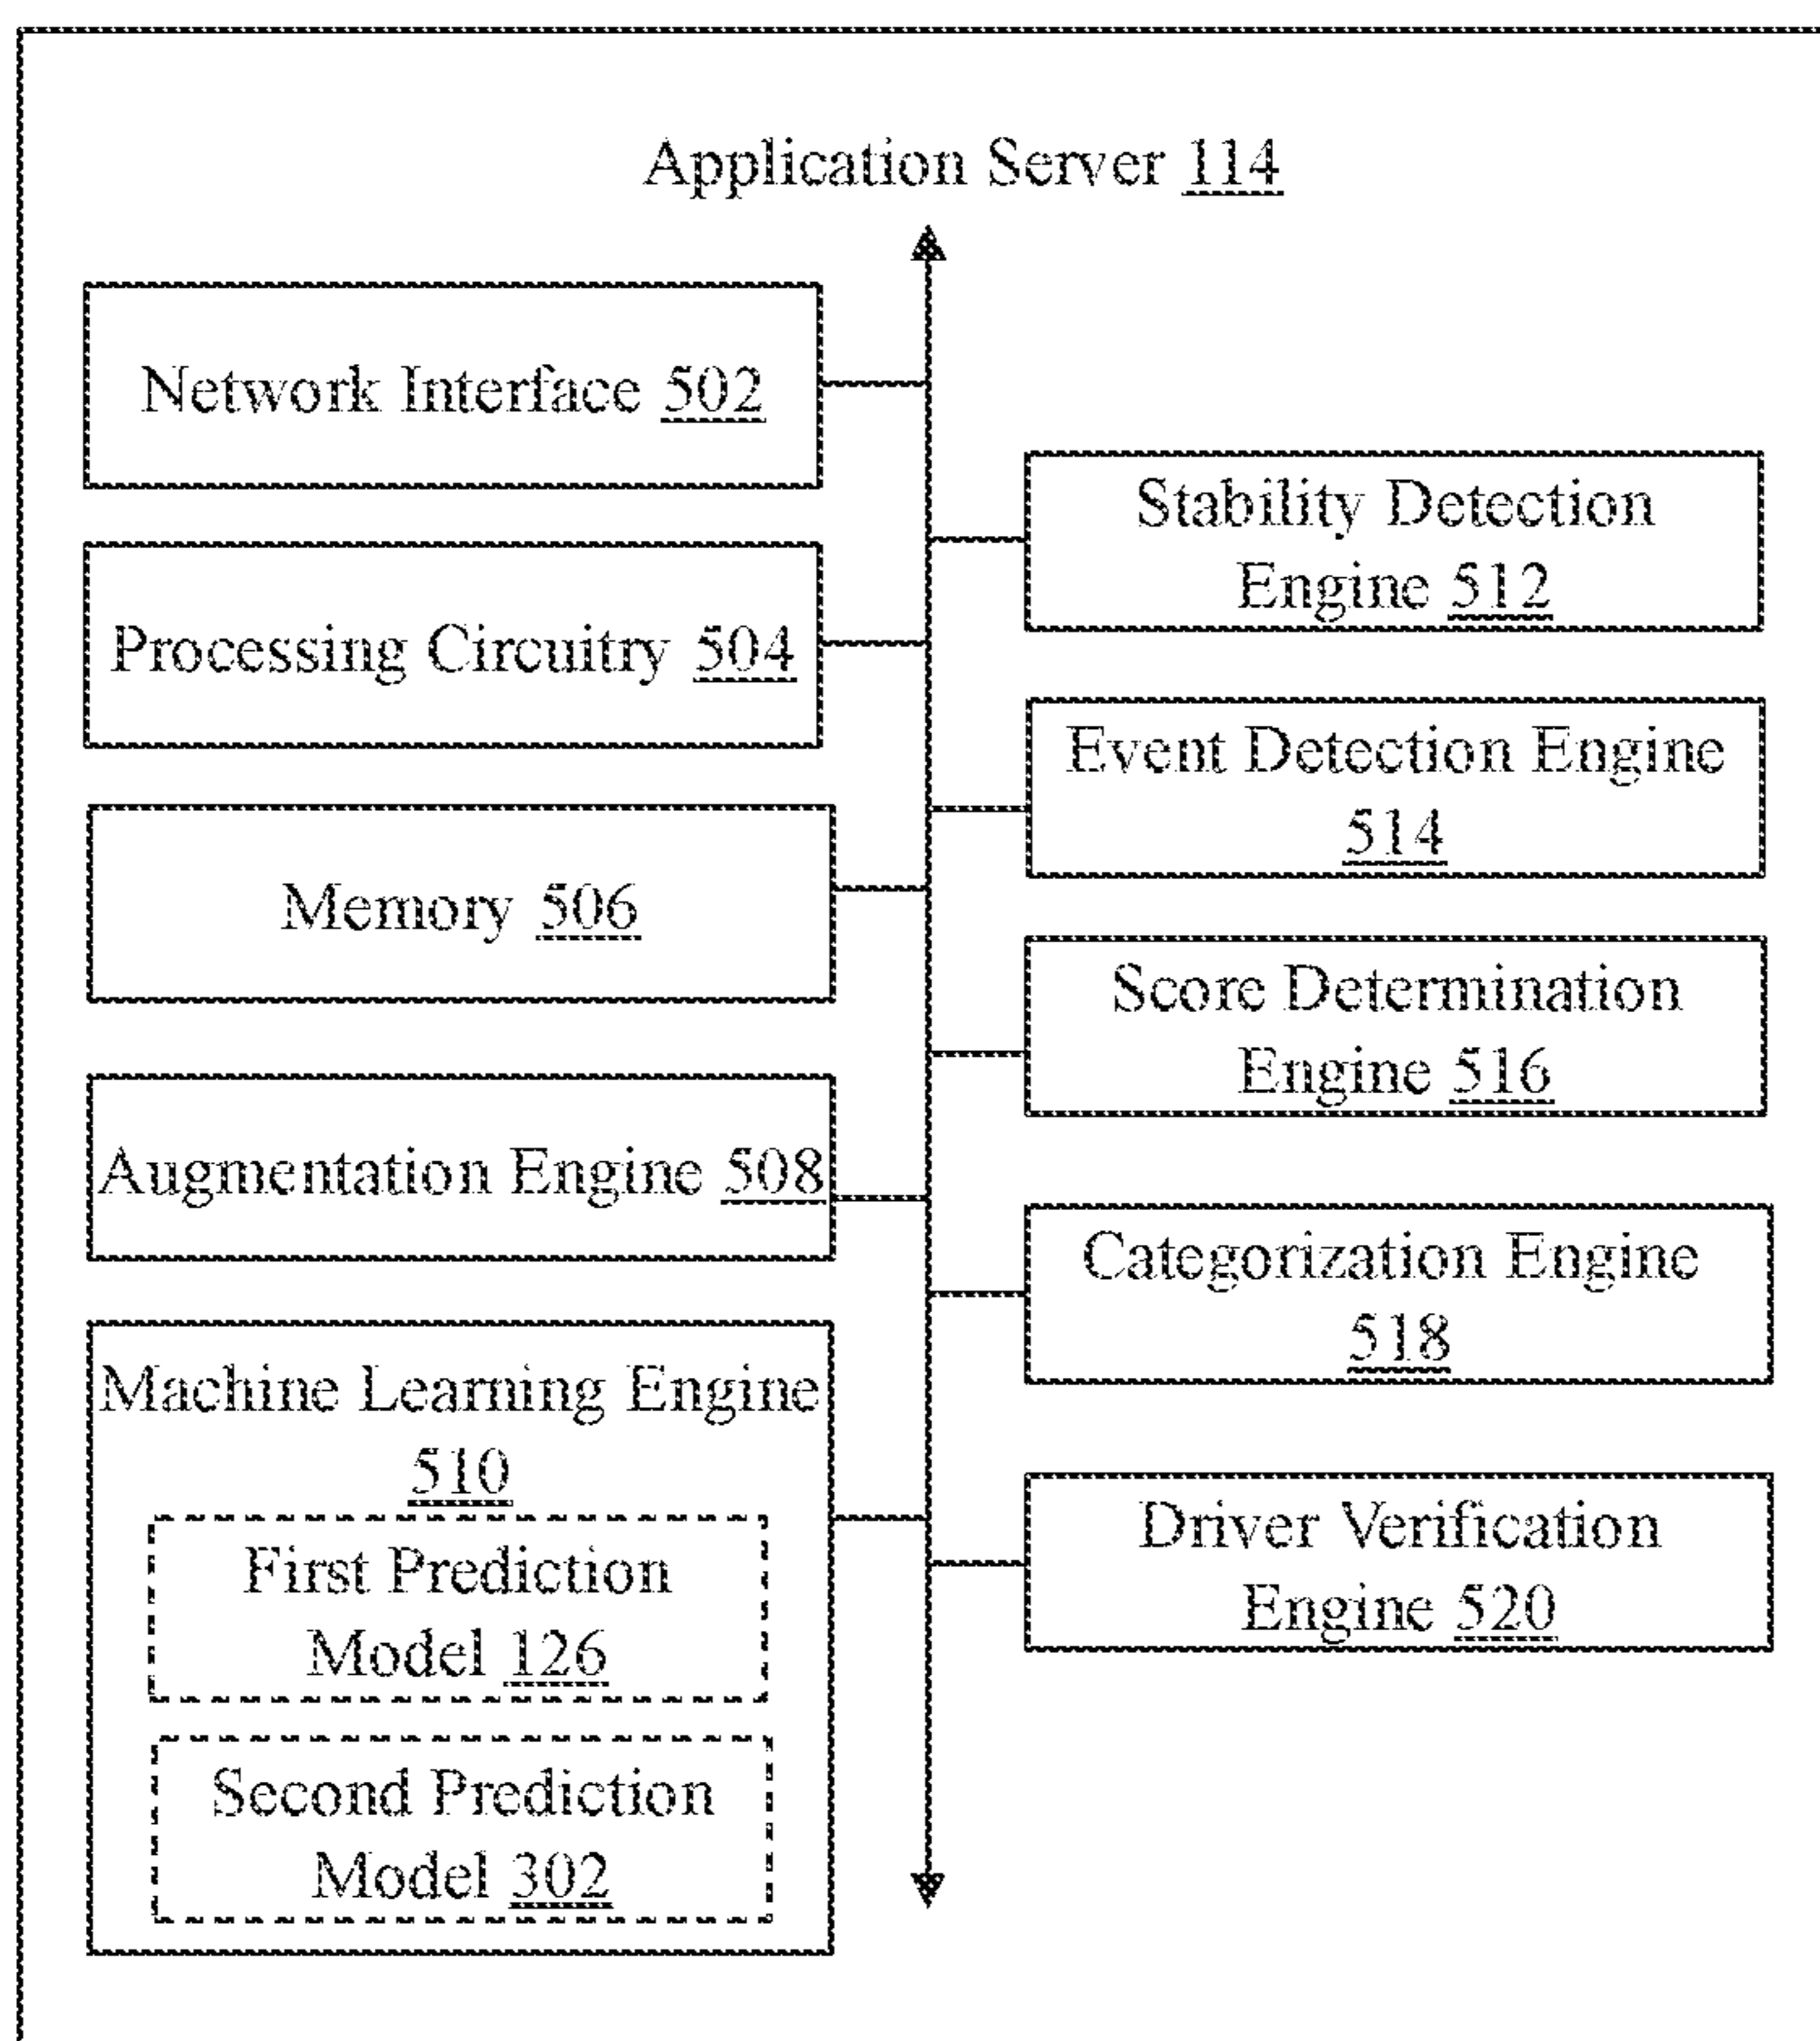 Application Server 114
Network Interface 502
Processing Circuitry 504
Memory 506
Augmentation Engine 508
Machine Learning Engine
510
First Prediction
Model 126
Second Prediction
Model 302
Stability Detection
Engine 512
Event Detection Engine
514
Score Determination
Engine 516
Categorization Engine
518
Driver Verification
Engine 520